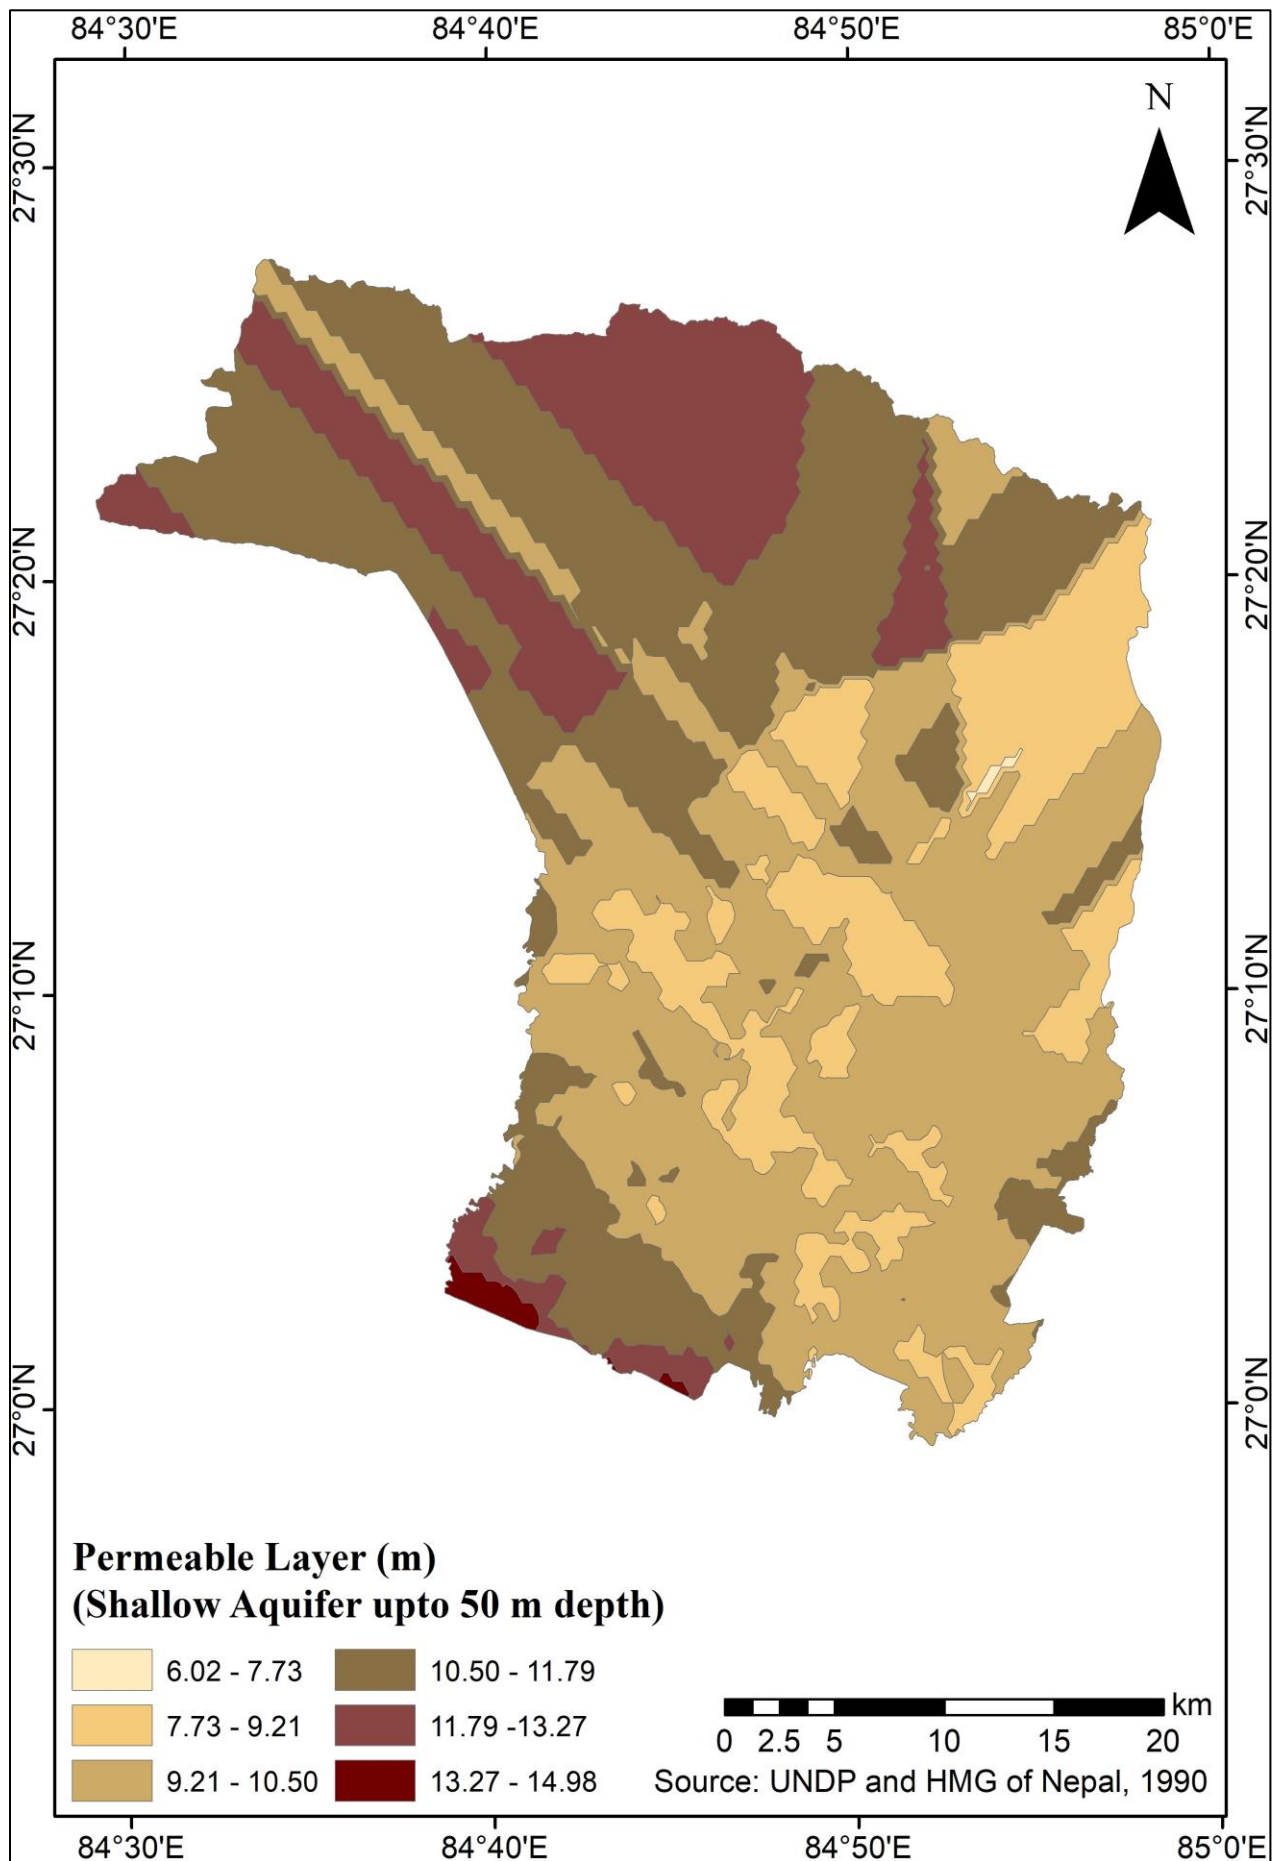 84°30'E 84°40'E 84°50'E 85°0'E
N
27°30'N 27°30'N
27°20'N 27°20'N
27°10'N 27°10'N
27°0'N 27°0'N
Permeable Layer (m)
(Shallow Aquifer upto 50 m depth)
6.02 - 7.73 10.50 - 11.79
7.73 - 9.21 11.79 -13.27
9.21 - 10.50 13.27 - 14.98
km
0 2.5 5 10 15 20
Source: UNDP and HMG of Nepal, 1990
84°30'E 84°40'E 84°50'E 85°0'E